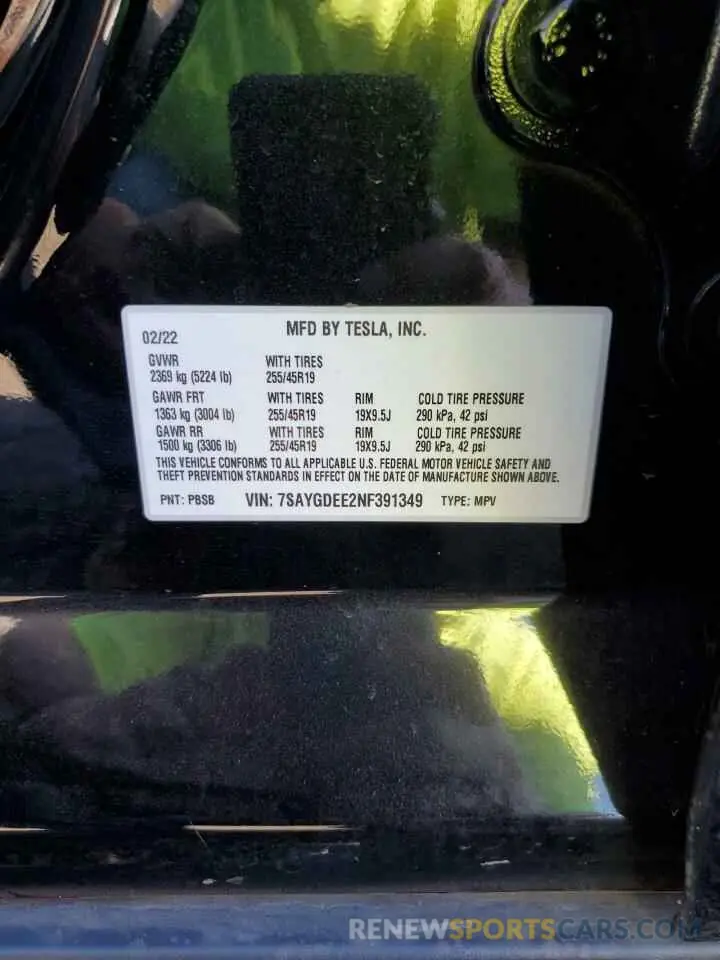 MFD BY TESLA, INC.
02/22
GVWR WITH TIRES
2369 kg (5224 lb) 255/45R19
GAWR FRT WITH TIRES RIM COLD TIRE PRESSURE
1363 kg (3004 lb) 255/45R19 19X9.5J 290 kPa, 42 psi
GAWR RR WITH TIRES RIM COLD TIRE PRESSURE
1500 kg (3306 lb) 255/45R19 19X9.5J 290 kPa, 42 psi
THIS VEHICLE CONFORMS TO ALL APPLICABLE U.S. FEDERAL MOTOR VEHICLE SAFETY AND
THEFT PREVENTION STANDARDS IN EFFECT ON THE DATE OF MANUFACTURE SHOWN ABOVE.
PNT: PBSB VIN: 7SAYGDEE2NF391349 TYPE: MPV
RENEWSPORTSCARS.COM